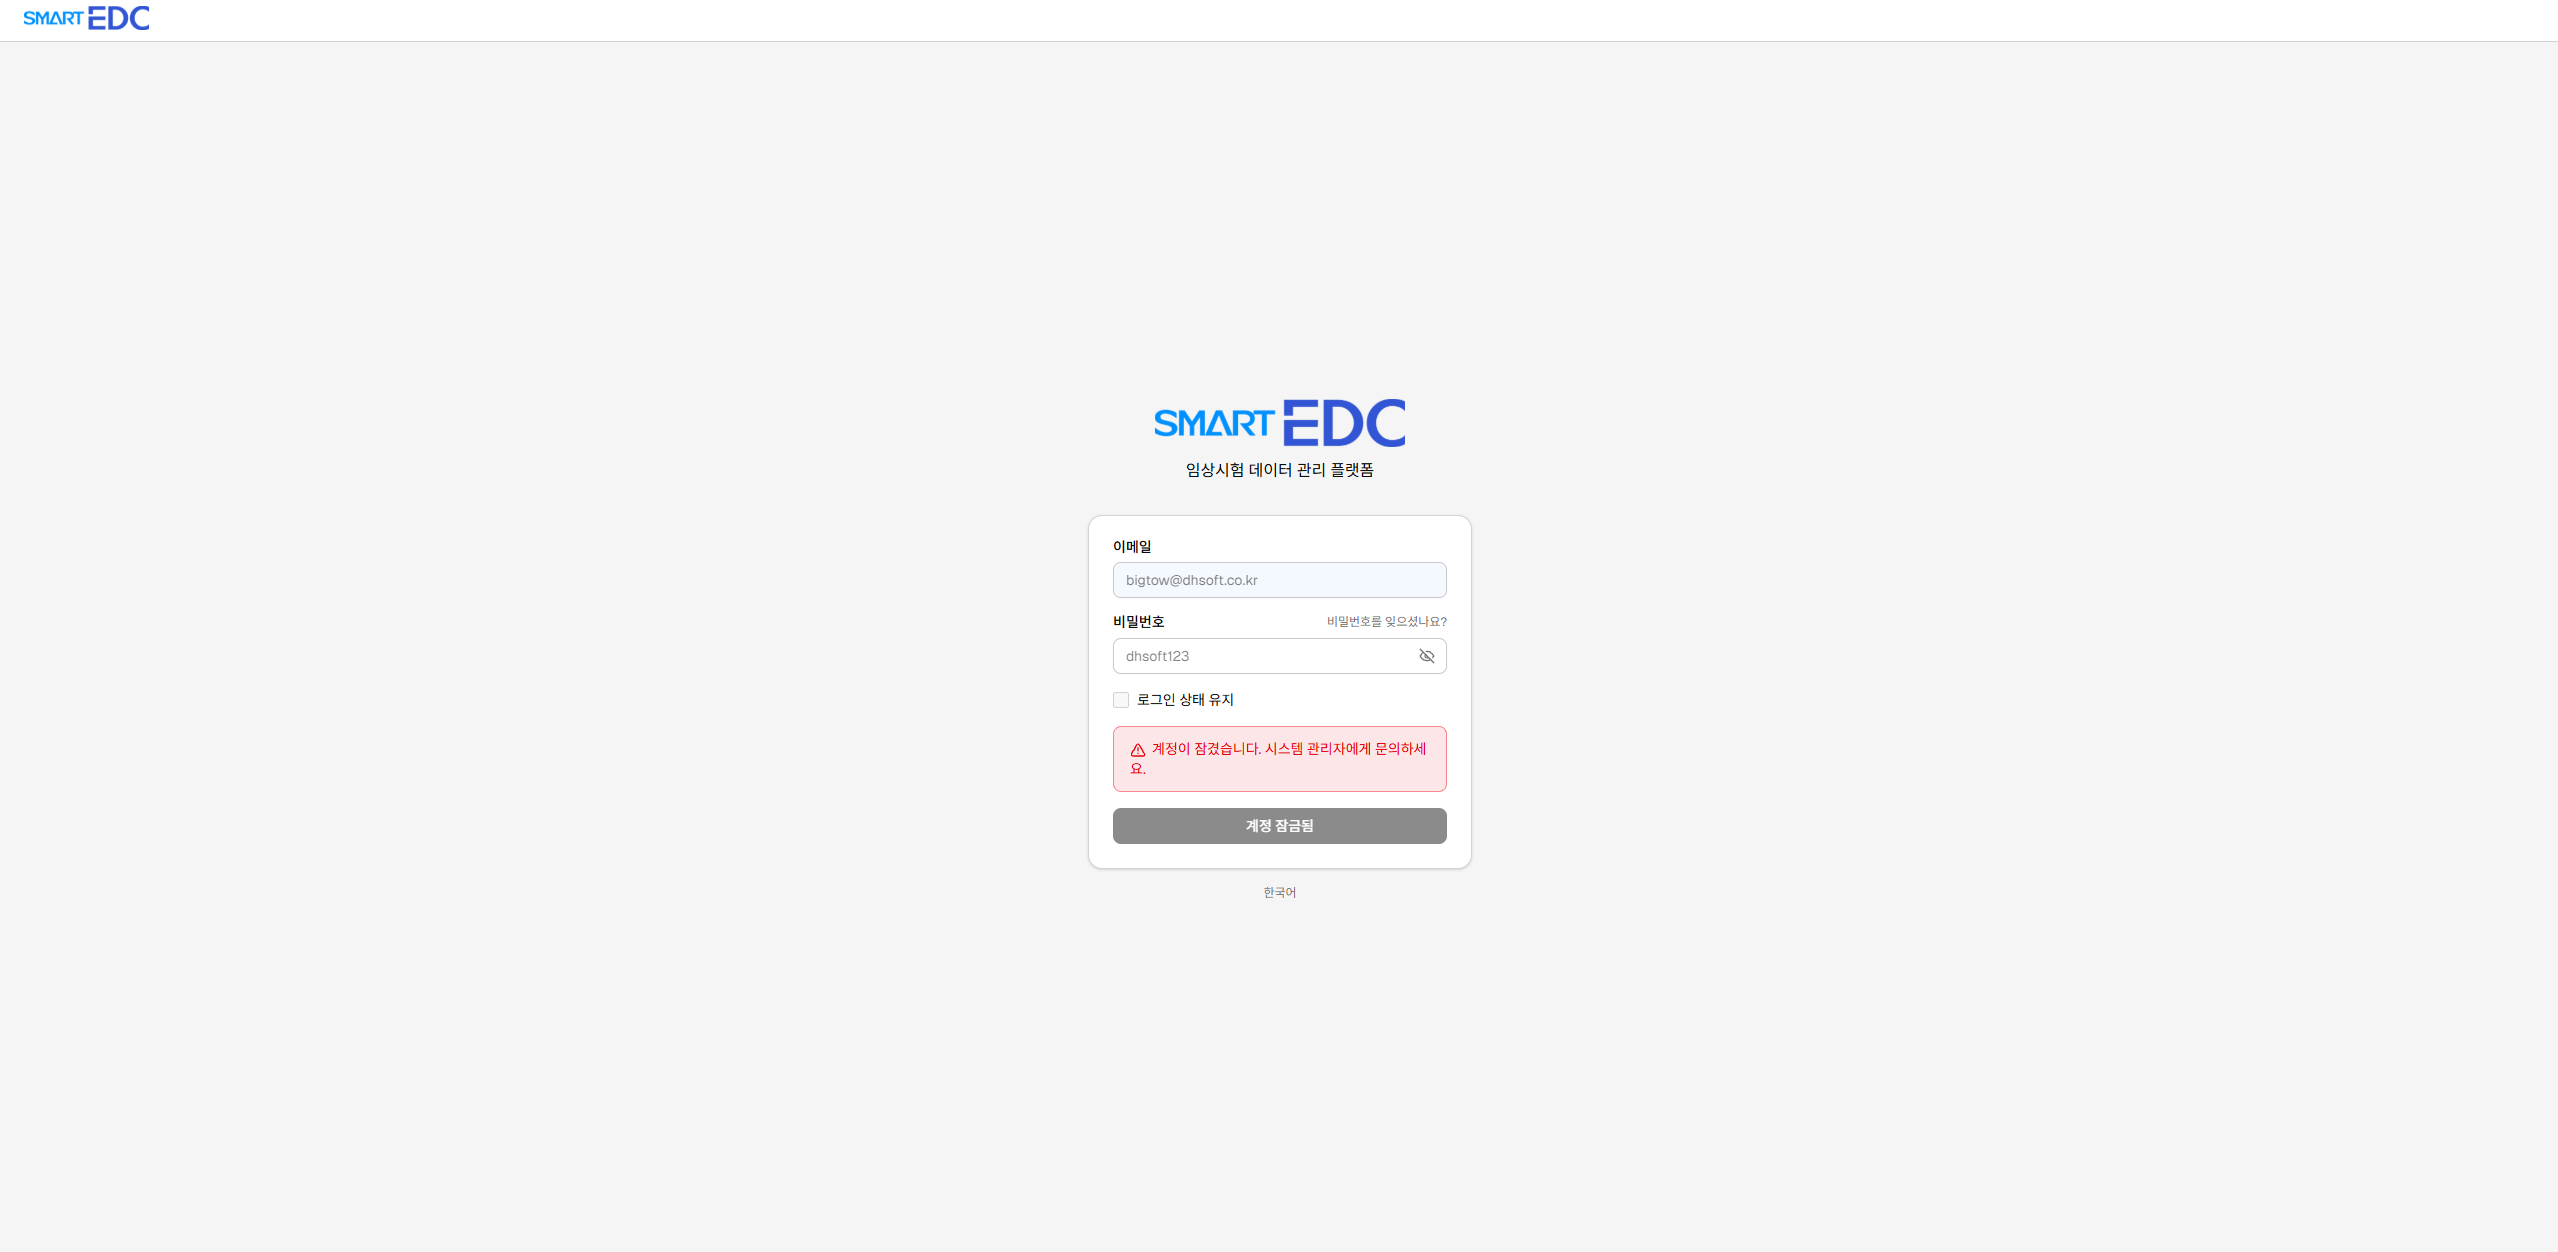 SMART EDC
SMART EDC
임상시험 데이터 관리 플랫폼
이메일
bigtow@dhsoft.co.kr
비밀번호 비밀번호를 잊으셨나요?
dhsoft123
로그인 상태 유지
계정이 잠겼습니다. 시스템 관리자에게 문의하세
요.
계정 잠금됨
한국어